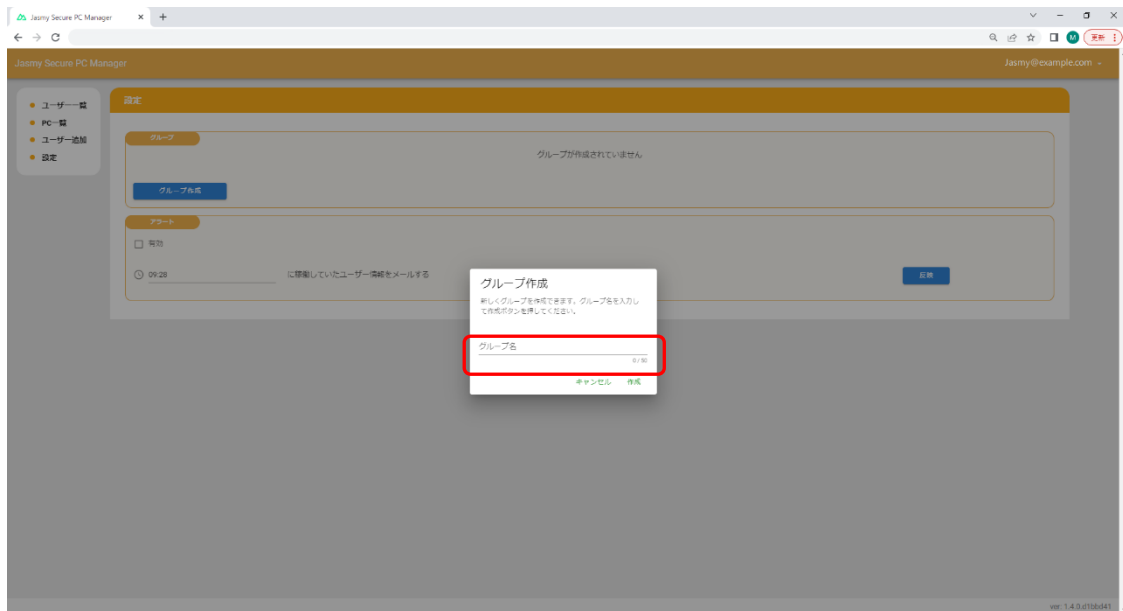 Jasmy Secure PC Manager
更新
Jasmy Secure PC Manager
Jasmy@example.com
ユーザー一覧
PC一覧
ユーザー追加
設定
設定
グループ
グループが作成されていません
グループ作成
アラート
有効
09:28
に稼働していたユーザー情報をメールする
反映
グループ作成
新しくグループを作成できます。グループ名を入力し
て作成ボタンを押してください。
グループ名
0 / 50
キャンセル 作成
ver. 1.4.0.d1bbd41